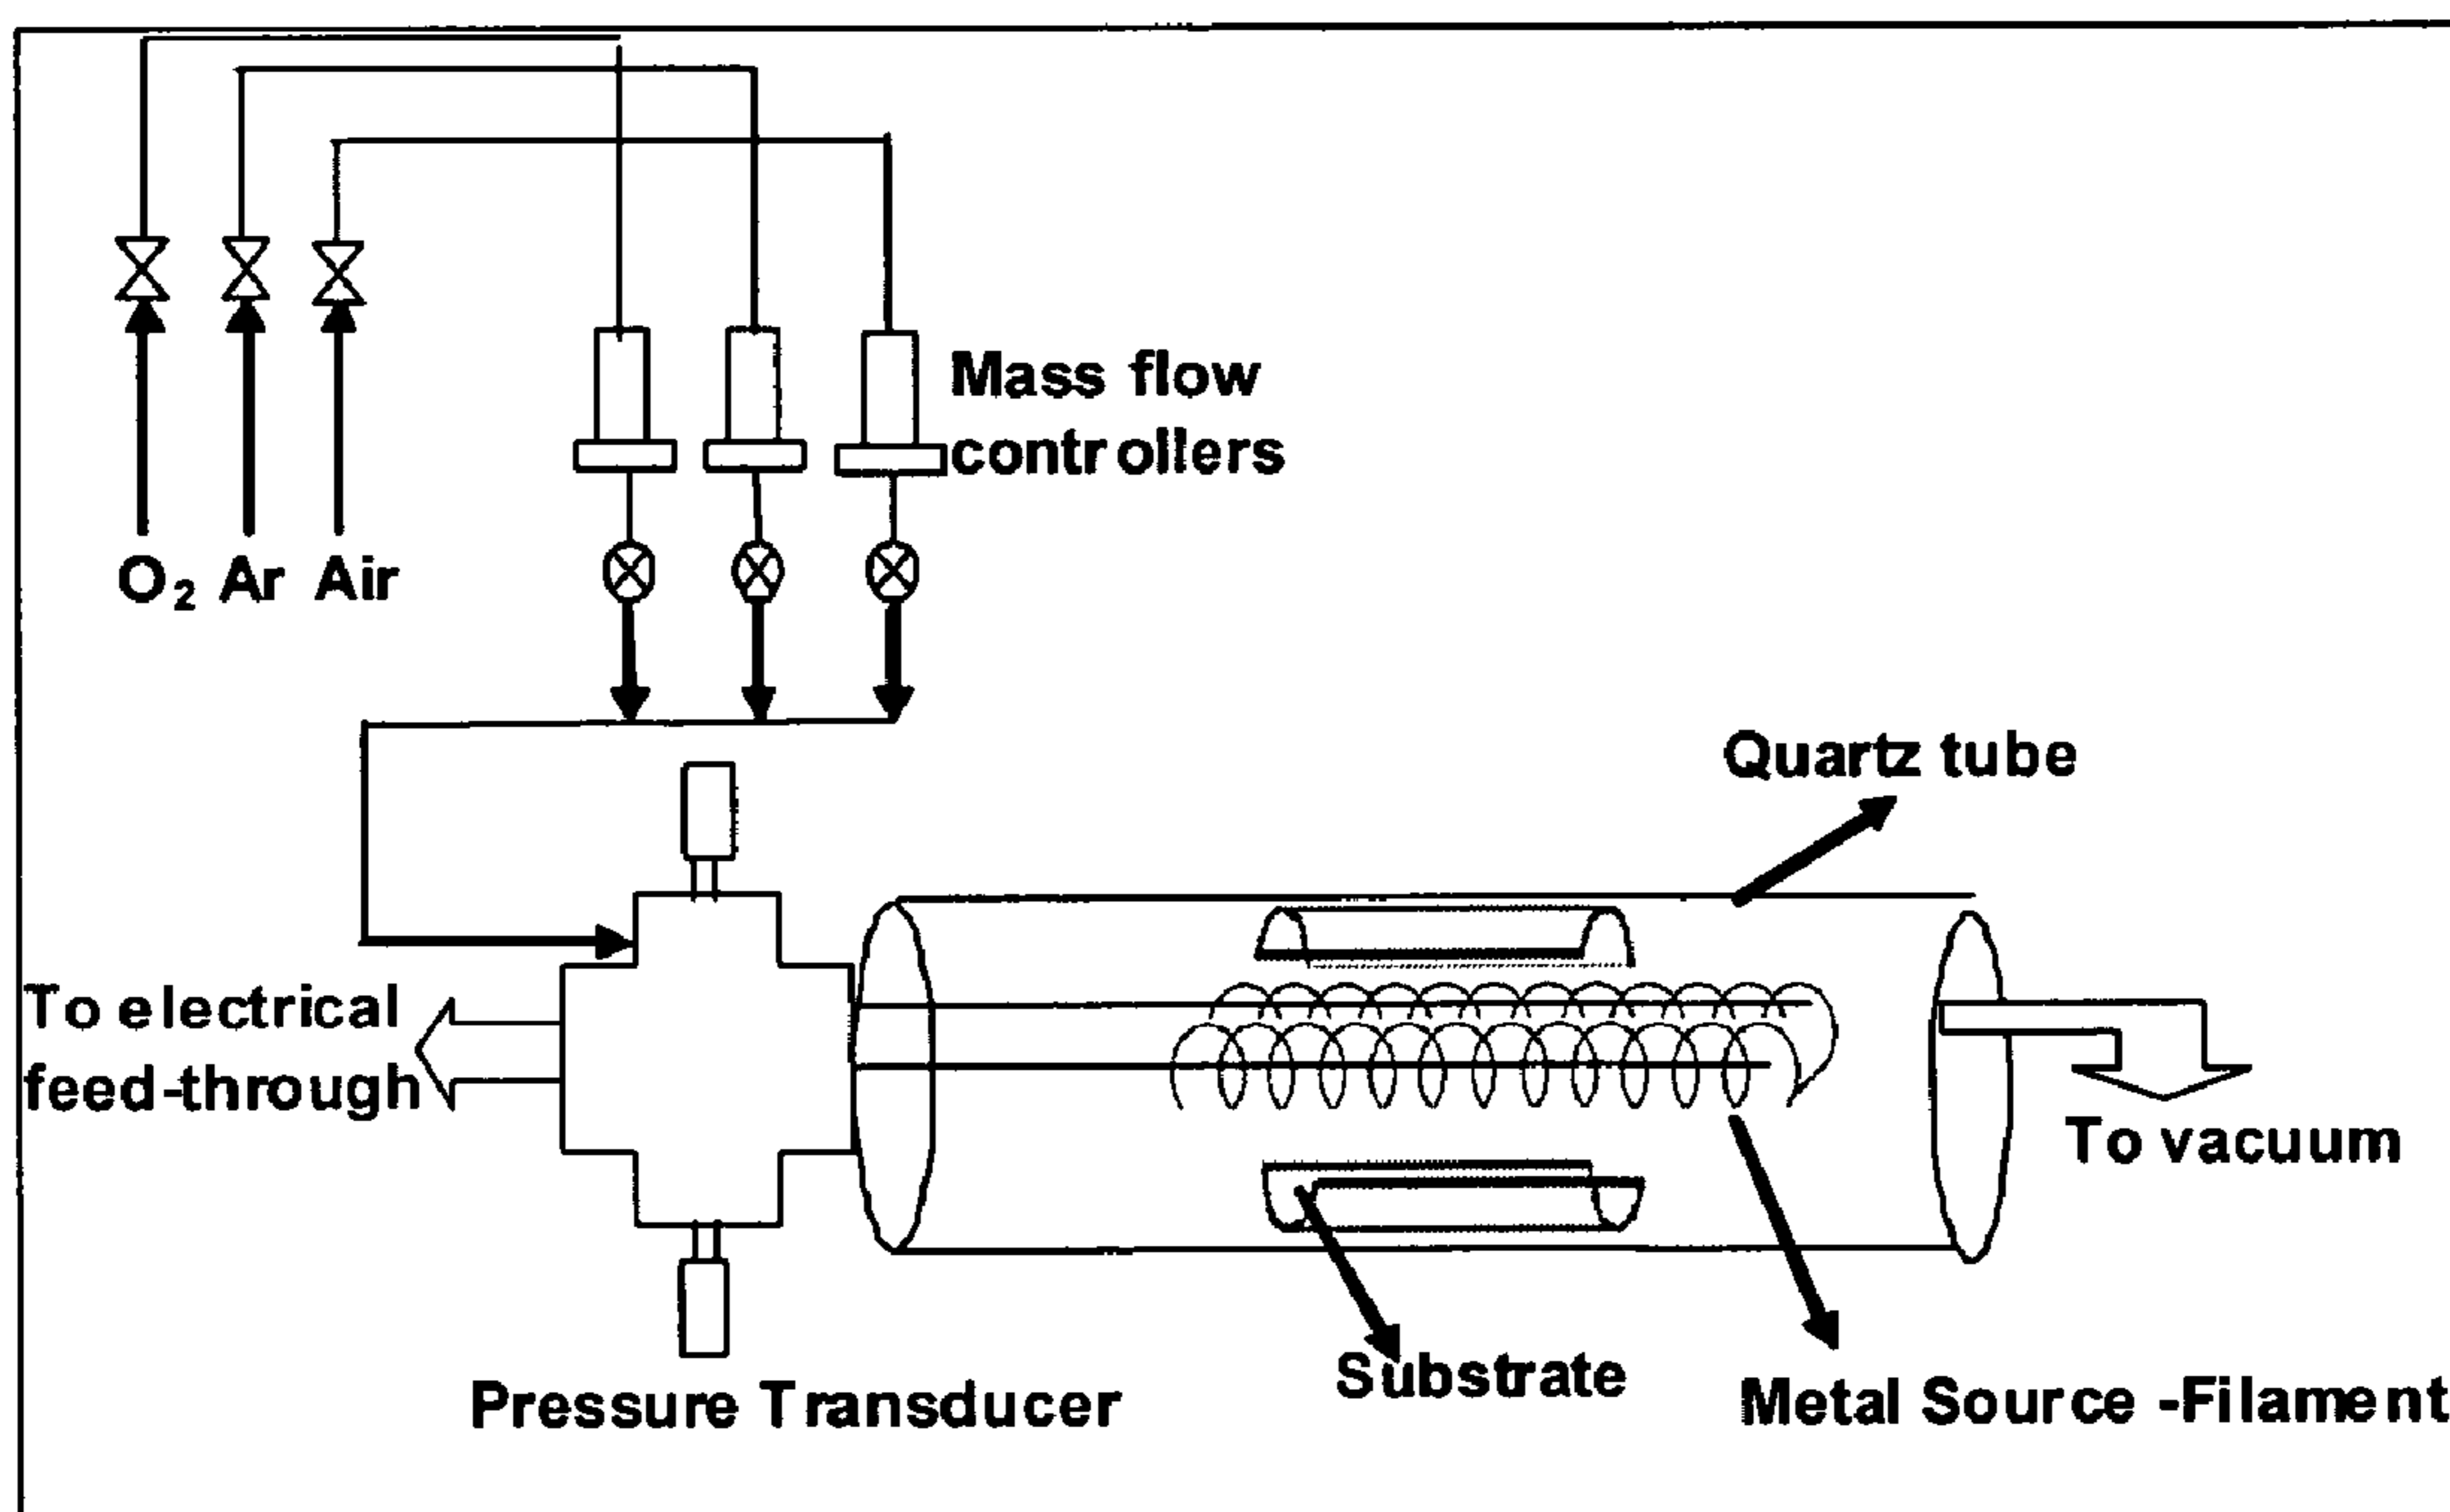 Mass flow
controllers
O₂ Ar Air
Quartz tube
To electrical
feed-through
To vacuum
Substrate
Pressure Transducer
Metal Source -Filament